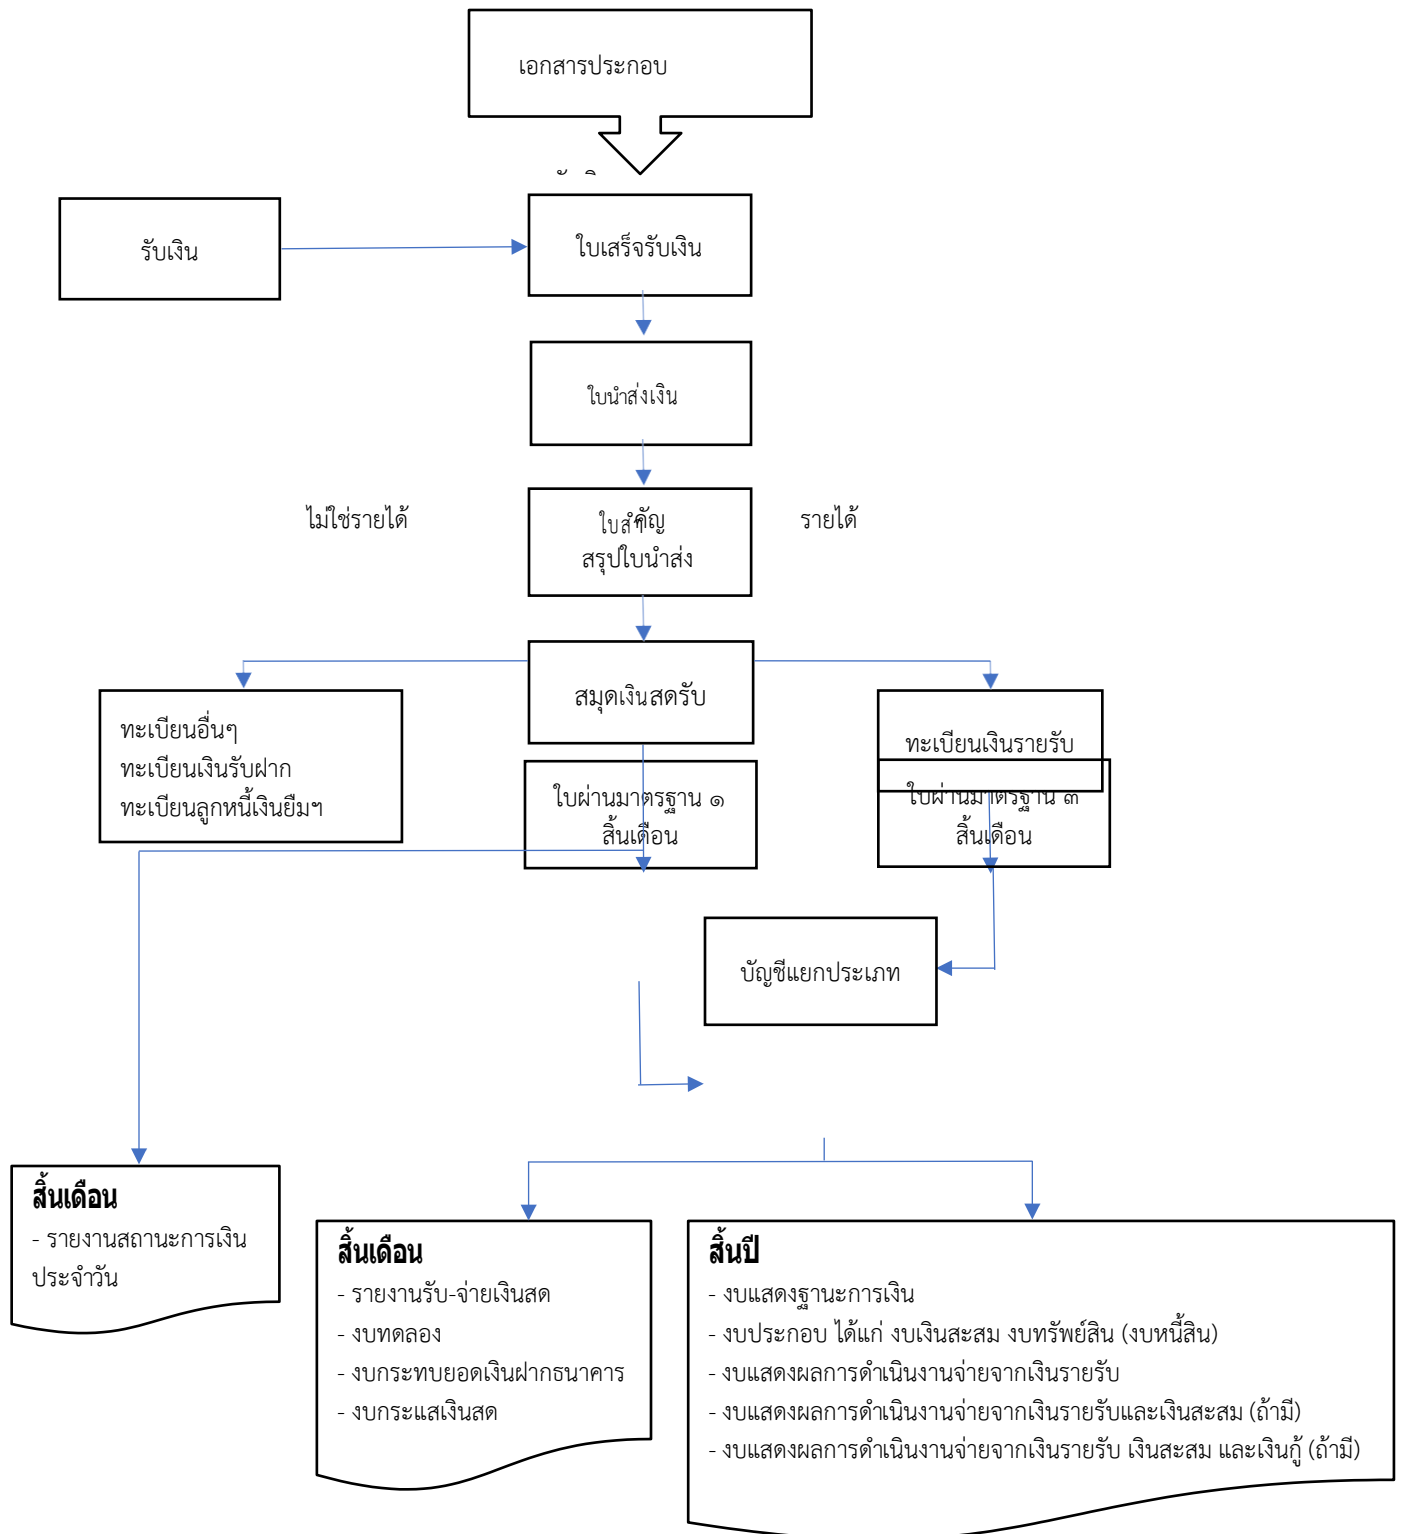 เอกสารประกอบ
รับเงิน
ใบเสร็จรับเงิน
ใบนำส่งเงิน
ไม่ใช่รายได้
ใบสำคัญ
สรุปใบนำส่ง
รายได้
สมุดเงินสดรับ
ทะเบียนอื่นๆ
ทะเบียนเงินรับฝาก
ทะเบียนลูกหนี้เงินยืมฯ
ทะเบียนเงินรายรับ
ใบผ่านมาตรฐาน ๑
สิ้นเดือน
ใบผ่านมาตรฐาน ๓
สิ้นเดือน
บัญชีแยกประเภท
สิ้นเดือน
- รายงานสถานะการเงิน
ประจำวัน
สิ้นเดือน
- รายงานรับ-จ่ายเงินสด
- งบทดลอง
- งบกระทบยอดเงินฝากธนาคาร
- งบกระแสเงินสด
สิ้นปี
- งบแสดงฐานะการเงิน
- งบประกอบ ได้แก่ งบเงินสะสม งบทรัพย์สิน (งบหนี้สิน)
- งบแสดงผลการดำเนินงานจ่ายจากเงินรายรับ
- งบแสดงผลการดำเนินงานจ่ายจากเงินรายรับและเงินสะสม (ถ้ามี)
- งบแสดงผลการดำเนินงานจ่ายจากเงินรายรับ เงินสะสม และเงินกู้ (ถ้ามี)